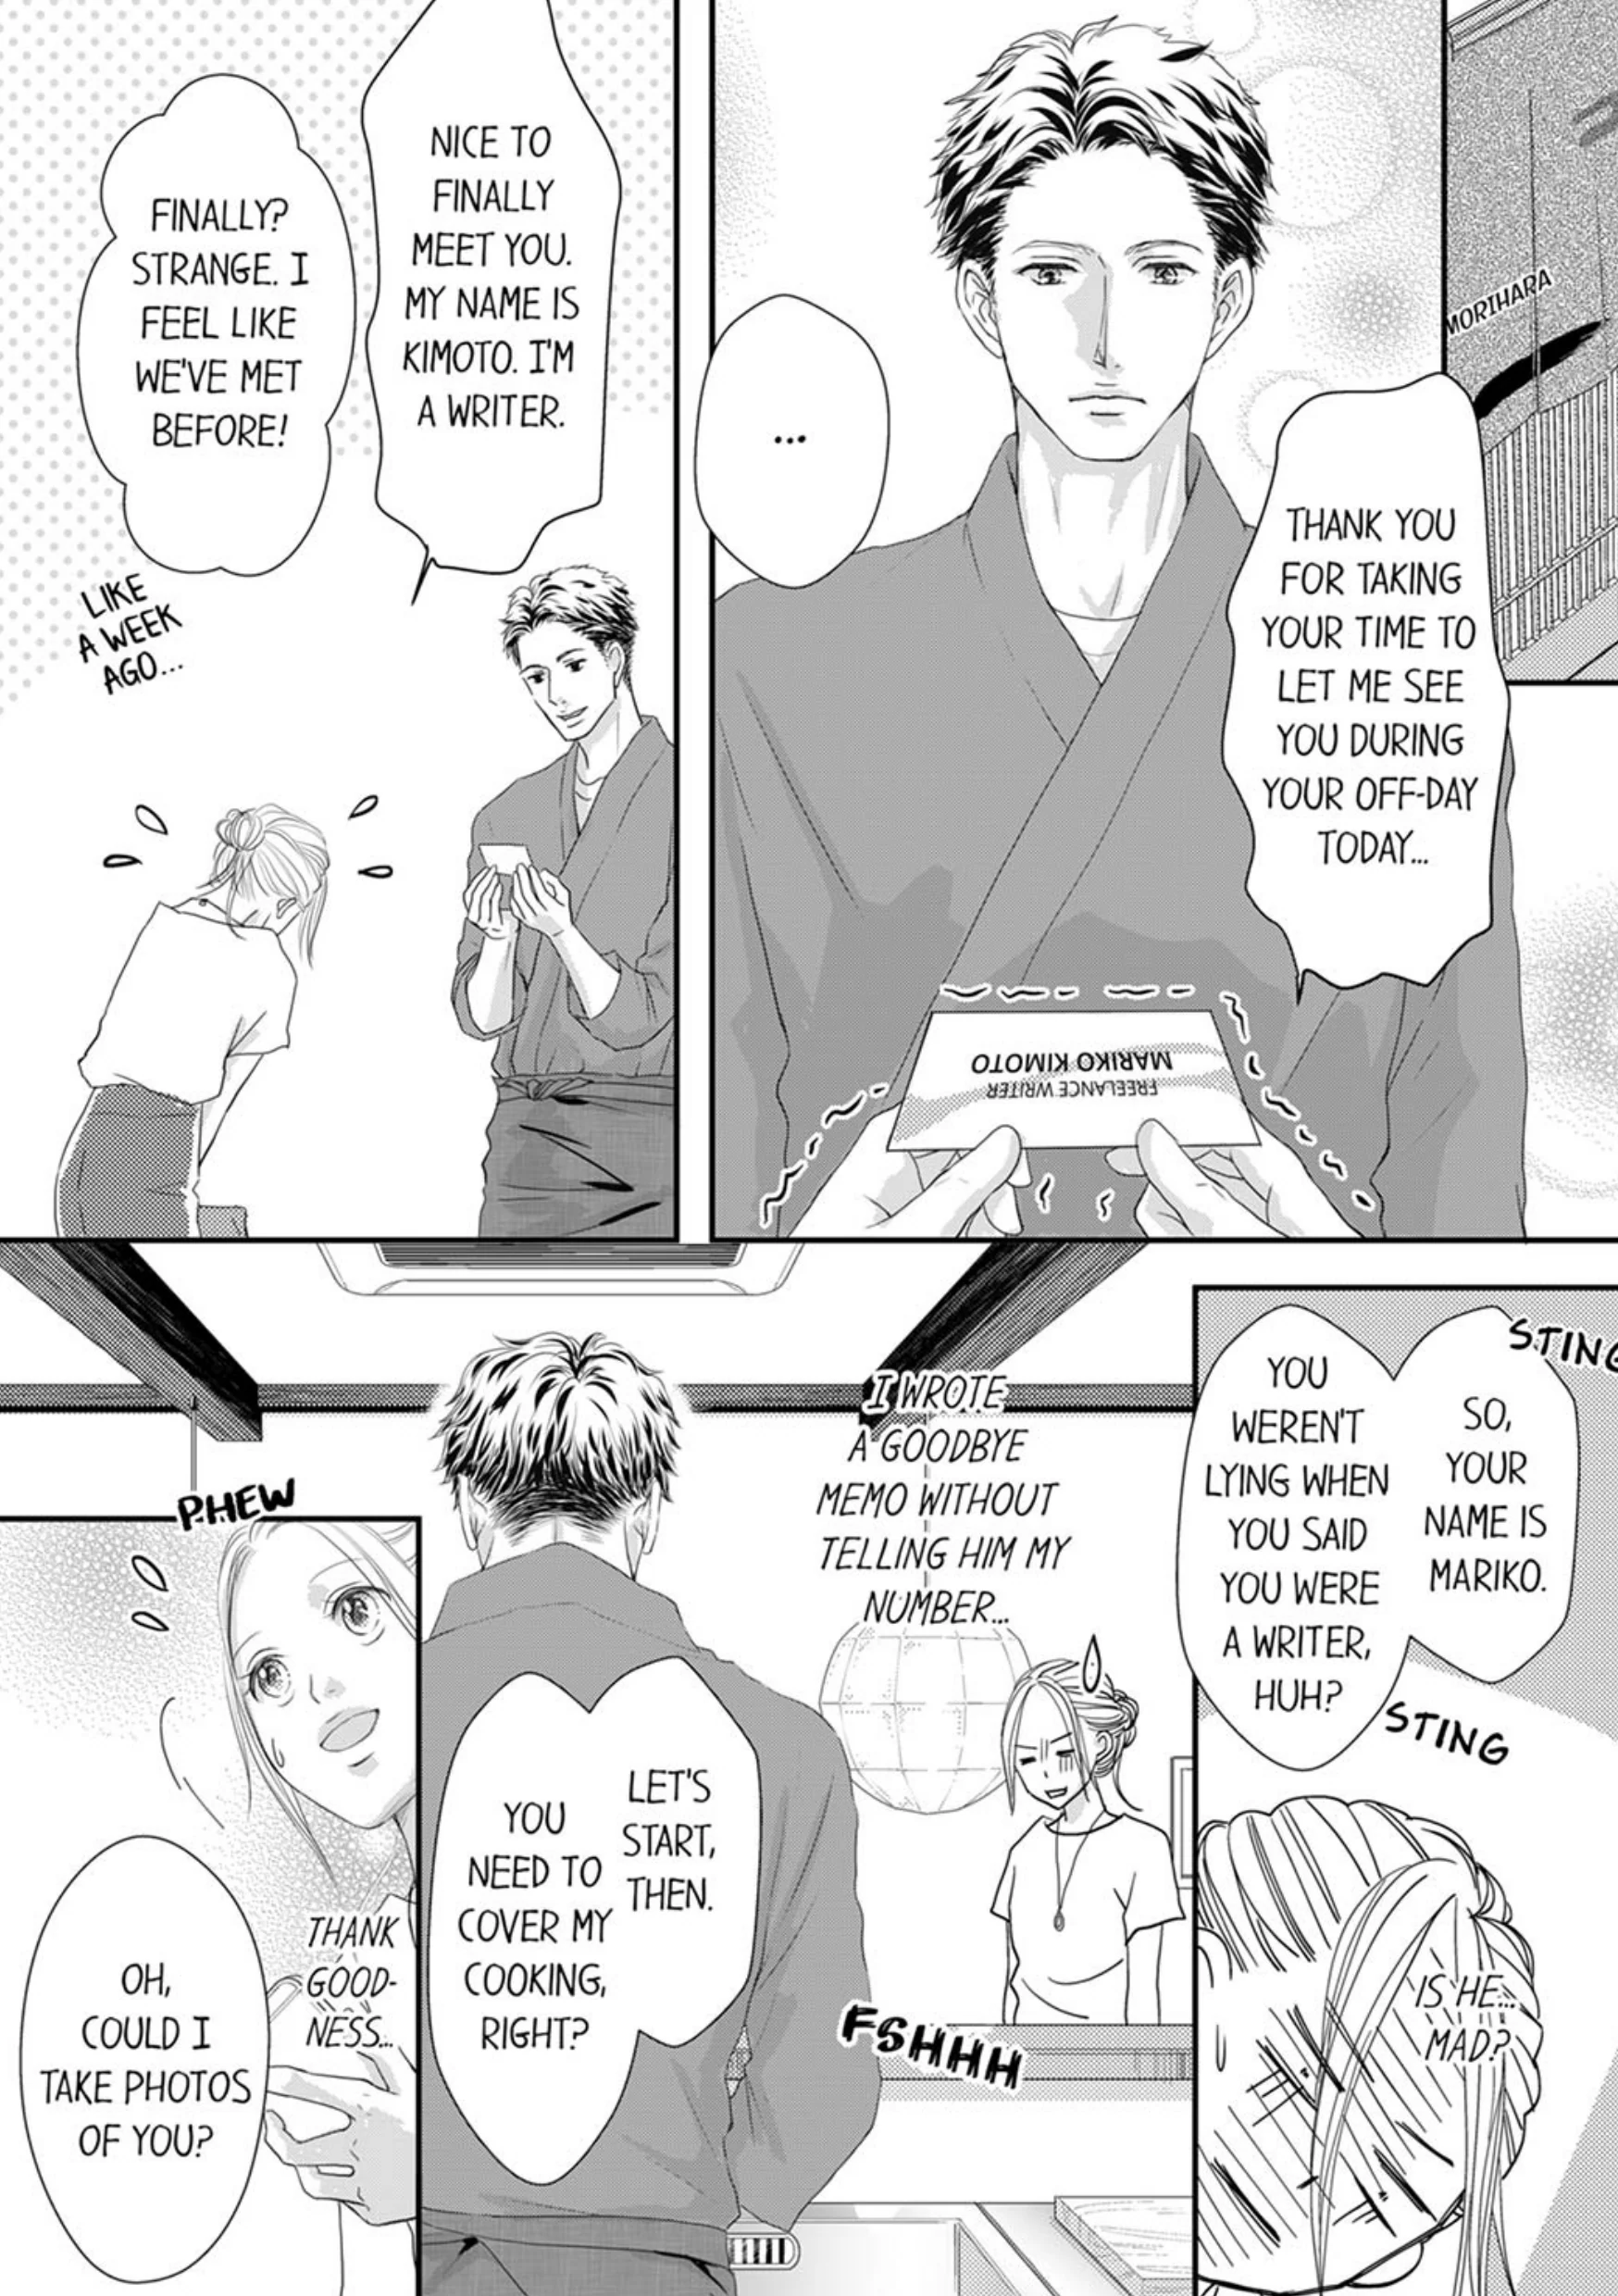 MORIHARA
THANK YOU
FOR TAKING
YOUR TIME TO
LET ME SEE
YOU DURING
YOUR OFF-DAY
TODAY...
...
FREELANCE WRITER
MARIKO KIMOTO
NICE TO
FINALLY
MEET YOU.
MY NAME IS
KIMOTO. I'M
A WRITER.
FINALLY?
STRANGE. I
FEEL LIKE
WE'VE MET
BEFORE!
LIKE
A WEEK
AGO...
STING
SO,
YOUR
NAME IS
MARIKO.
YOU
WEREN'T
LYING WHEN
YOU SAID
YOU WERE
A WRITER,
HUH?
STING
IS HE...
MAD?
I WROTE
A GOODBYE
MEMO WITHOUT
TELLING HIM MY
NUMBER...
FSHHH
LET'S
START,
THEN.
YOU
NEED TO
COVER MY
COOKING,
RIGHT?
PHEW
THANK
GOOD-
NESS...
OH,
COULD I
TAKE PHOTOS
OF YOU?